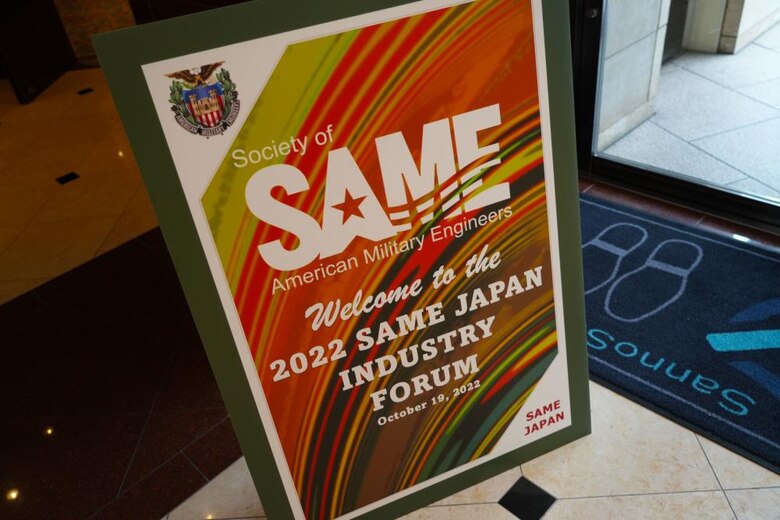 Society of
SAME
American Military Engineers
Welcome to the
2022 SAME JAPAN
INDUSTRY
FORUM
October 19, 2022
SAME
JAPAN